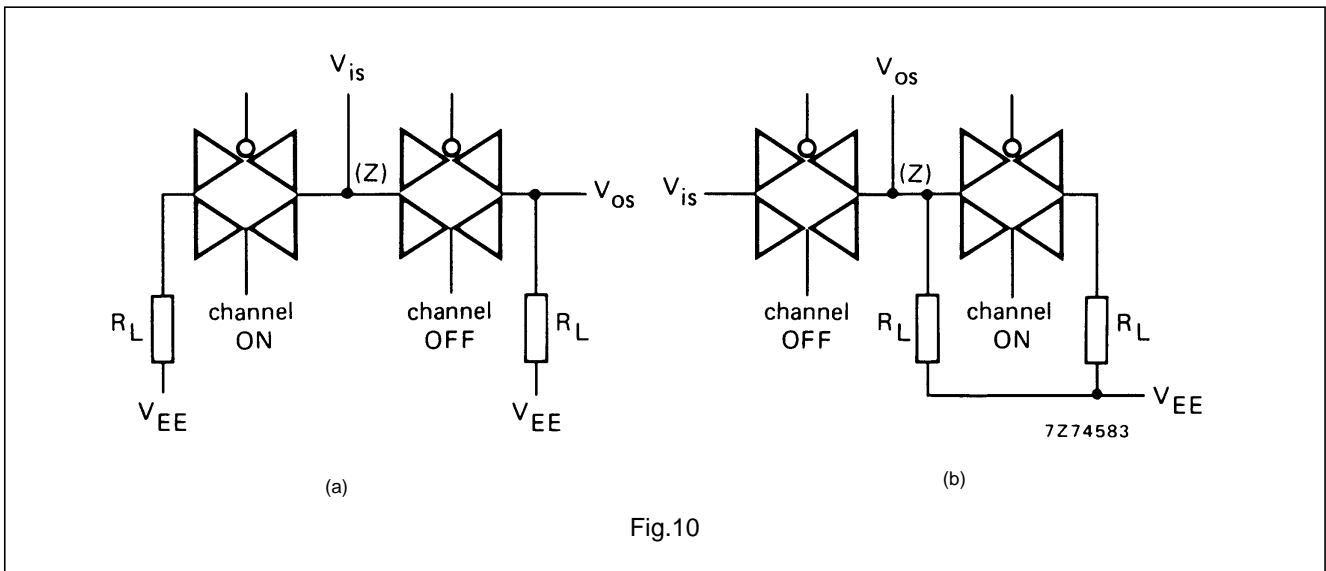 V_is
(Z)
V_os
R_L
channel
ON
channel
OFF
R_L
V_EE
V_EE
(a)
V_os
V_is
(Z)
channel
OFF
R_L
channel
ON
R_L
V_EE
7Z74583
(b)
Fig.10